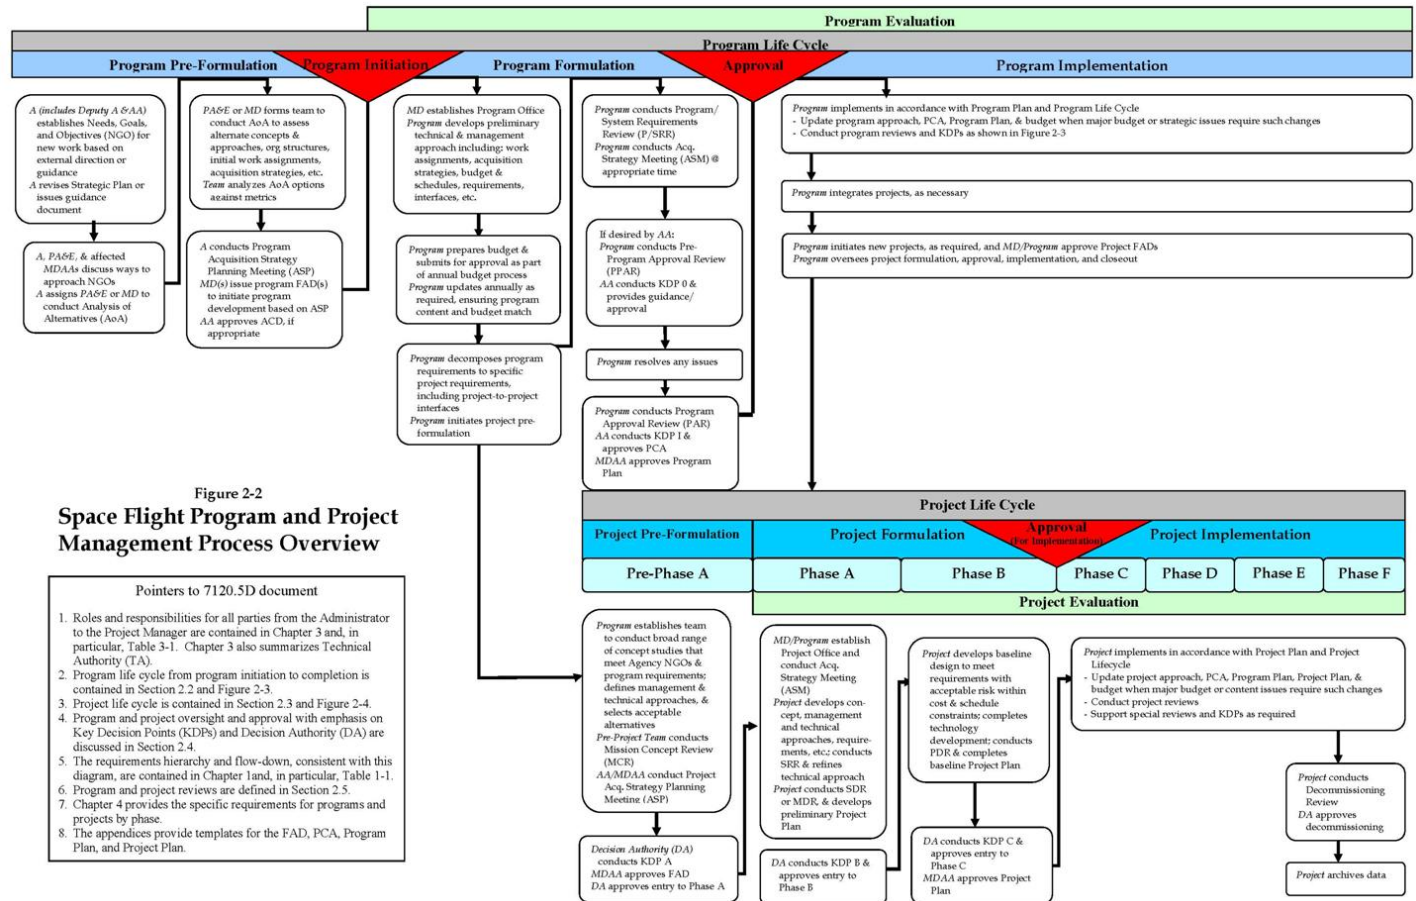 Program Evaluation
Program Life Cycle
Program Pre-Formulation
Program Initiation
Program Formulation
Approval
Program Implementation
A (includes Deputy A &AA)
establishes Needs, Goals,
and Objectives (NGO) for
new work based on
external direction or
guidance
A revises Strategic Plan or
issues guidance
document
A, PA&E, & affected
MDAAs discuss ways to
approach NGOs
A assigns PA&E or MD to
conduct Analysis of
Alternatives (AoA)
PA&E or MD forms team to
conduct AoA to assess
alternate concepts &
approaches, org structures,
initial work assignments,
acquisition strategies, etc.
Team analyzes AoA options
against metrics
A conducts Program
Acquisition Strategy
Planning Meeting (ASP)
MD(s) issue program FAD(s)
to initiate program
development based on ASP
AA approves ACD, if
appropriate
MD establishes Program Office
Program develops preliminary
technical & management
approach including: work
assignments, acquisition
strategies, budget &
schedules, requirements,
interfaces, etc.
Program prepares budget &
submits for approval as part
of annual budget process
Program updates annually as
required, ensuring program
content and budget match
Program decomposes program
requirements to specific
project requirements,
including project-to-project
interfaces
Program initiates project pre-
formulation
Program conducts Program/
System Requirements
Review (P/SRR)
Program conducts Acq.
Strategy Meeting (ASM) @
appropriate time
If desired by AA:
Program conducts Pre-
Program Approval Review
(PPAR)
AA conducts KDP 0 &
provides guidance/
approval
Program resolves any issues
Program conducts Program
Approval Review (PAR)
AA conducts KDP I &
approves PCA
MDAA approves Program
Plan
Program implements in accordance with Program Plan and Program Life Cycle
- Update program approach, PCA, Program Plan, & budget when major budget or strategic issues require such changes
- Conduct program reviews and KDPs as shown in Figure 2-3
Program integrates projects, as necessary
Program initiates new projects, as required, and MD/Program approve Project FADs
Program oversees project formulation, approval, implementation, and closeout
Figure 2-2
Space Flight Program and Project
Management Process Overview
Pointers to 7120.5D document
1. Roles and responsibilities for all parties from the Administrator
to the Project Manager are contained in Chapter 3 and, in
particular, Table 3-1. Chapter 3 also summarizes Technical
Authority (TA).
2. Program life cycle from program initiation to completion is
contained in Section 2.2 and Figure 2-3.
3. Project life cycle is contained in Section 2.3 and Figure 2-4.
4. Program and project oversight and approval with emphasis on
Key Decision Points (KDPs) and Decision Authority (DA) are
discussed in Section 2.4.
5. The requirements hierarchy and flow-down, consistent with this
diagram, are contained in Chapter 1and, in particular, Table 1-1.
6. Program and project reviews are defined in Section 2.5.
7. Chapter 4 provides the specific requirements for programs and
projects by phase.
8. The appendices provide templates for the FAD, PCA, Program
Plan, and Project Plan.
Project Life Cycle
Project Pre-Formulation
Project Formulation
Approval
(For Implementation)
Project Implementation
Pre-Phase A
Phase A
Phase B
Phase C
Phase D
Phase E
Phase F
Project Evaluation
Program establishes team
to conduct broad range
of concept studies that
meet Agency NGOs &
program requirements;
defines management &
technical approaches, &
selects acceptable
alternatives
Pre-Project Team conducts
Mission Concept Review
(MCR)
AA/MDAA conduct Project
Acq. Strategy Planning
Meeting (ASP)
Decision Authority (DA)
conducts KDP A
MDAA approves FAD
DA approves entry to Phase A
MD/Program establish
Project Office and
conduct Acq.
Strategy Meeting
(ASM)
Project develops con-
cept, management
and technical
approaches, require-
ments, etc.; conducts
SRR & refines
technical approach
Project conducts SDR
or MDR, & develops
preliminary Project
Plan
DA conducts KDP B &
approves entry to
Phase B
Project develops baseline
design to meet
requirements with
acceptable risk within
cost & schedule
constraints; completes
technology
development; conducts
PDR & completes
baseline Project Plan
DA conducts KDP C &
approves entry to
Phase C
MDAA approves Project
Plan
Project implements in accordance with Project Plan and Project
Lifecycle
- Update project approach, PCA, Program Plan, Project Plan, &
budget when major budget or content issues require such changes
- Conduct project reviews
- Support special reviews and KDPs as required
Project conducts
Decommissioning
Review
DA approves
decommissioning
Project archives data